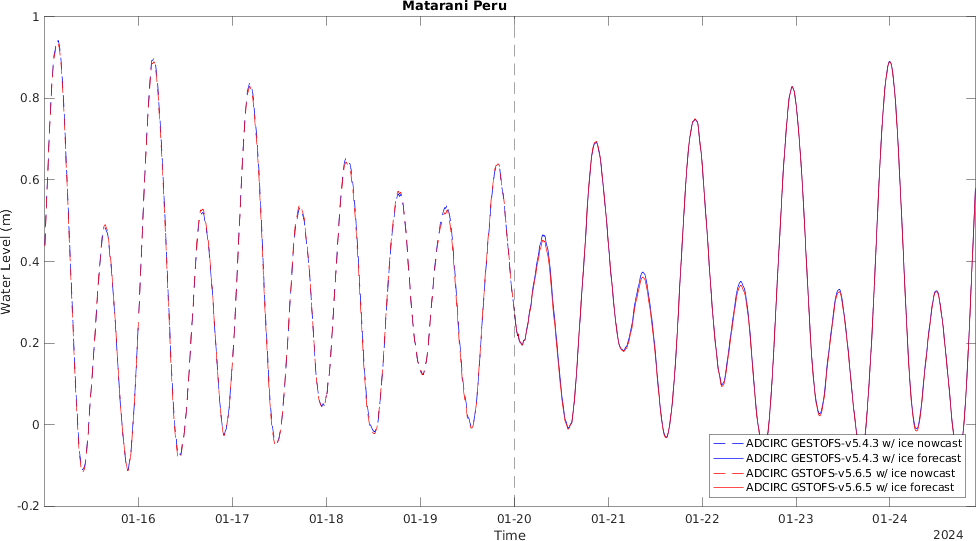 Matarani Peru
1
0.8
0.6
0.4
0.2
0
-0.2
Water Level (m)
01-16 01-17 01-18 01-19 01-20 01-21 01-22 01-23 01-24
Time
2024
ADCIRC GESTOFS-v5.4.3 w/ ice nowcast
ADCIRC GESTOFS-v5.4.3 w/ ice forecast
ADCIRC GSTOFS-v5.6.5 w/ ice nowcast
ADCIRC GSTOFS-v5.6.5 w/ ice forecast